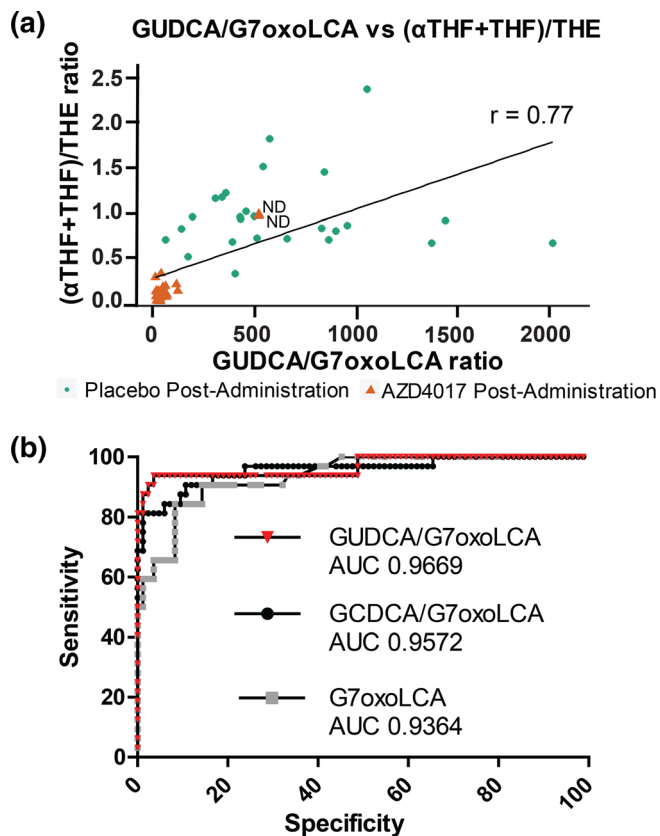 (a)
GUDCA/G7oxoLCA vs (αTHF+THF)/THE
(αTHF+THF)/THE ratio
2.5
2.0
1.5
1.0
0.5
0.0
r = 0.77
ND
ND
0
500
1000
1500
2000
GUDCA/G7oxoLCA ratio
Placebo Post-Administration
AZD4017 Post-Administration
(b)
Sensitivity
100
80
60
40
20
0
GUDCA/G7oxoLCA
AUC 0.9669
GCDCA/G7oxoLCA
AUC 0.9572
G7oxoLCA
AUC 0.9364
0
20
40
60
80
100
Specificity